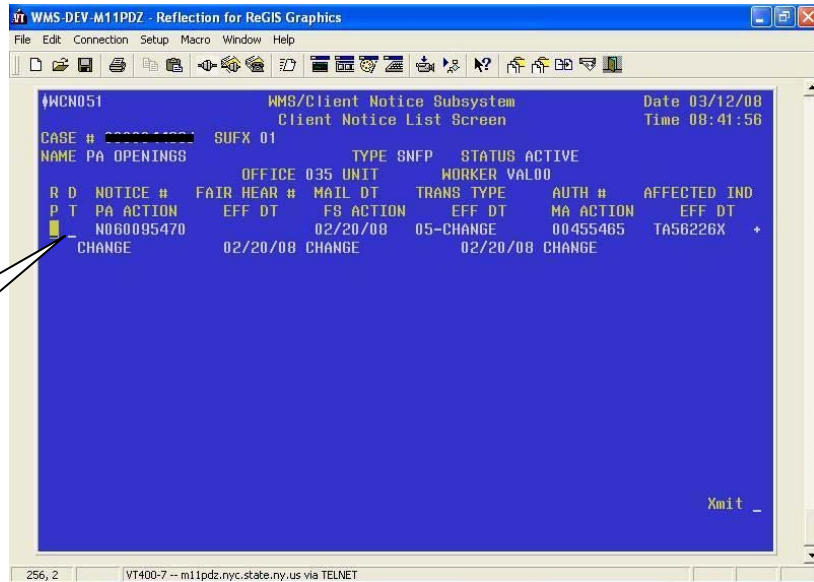 WMS-DEV-M11PDZ - Reflection for ReGIS Graphics
File Edit Connection Setup Macro Window Help
WCN051 WMS/Client Notice Subsystem Date 03/12/08
Client Notice List Screen Time 08:41:56
CASE # SUFX 01
NAME PA OPENINGS TYPE SNFP STATUS ACTIVE
OFFICE 035 UNIT WORKER VAL00
R D NOTICE # FAIR HEAR # MAIL DT TRANS TYPE AUTH # AFFECTED IND
P T PA ACTION EFF DT FS ACTION EFF DT MA ACTION EFF DT
_ _ N060095470 02/20/08 05-CHANGE 00455465 TA56226X +
CHANGE 02/20/08 CHANGE 02/20/08 CHANGE
Xmit _
256, 2 VT400-7 -- m11pdz.nyc.state.ny.us via TELNET